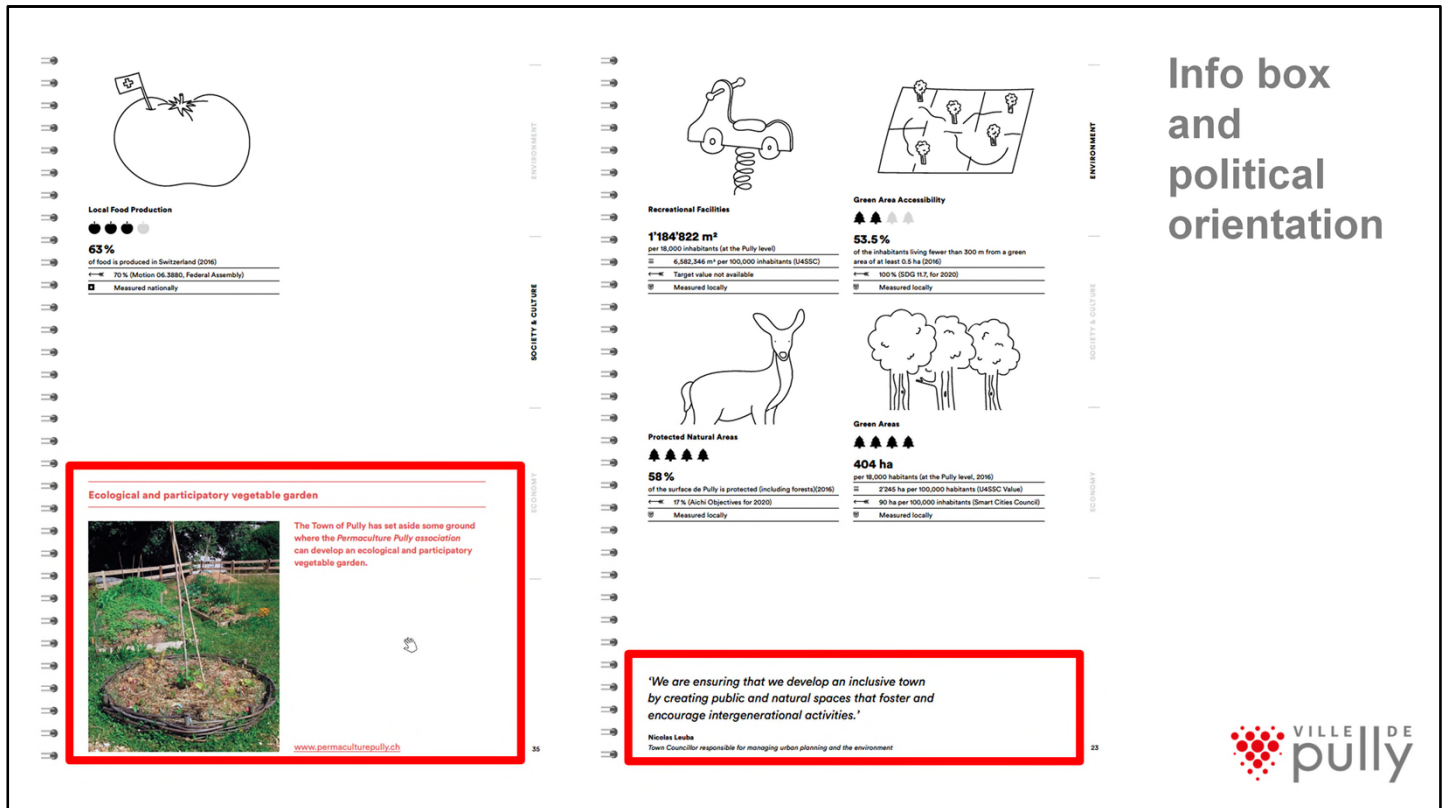 Info box
and
political
orientation
Local Food Production
63 %
of food is produced in Switzerland (2016)
70 % (Motion 06.3880, Federal Assembly)
Measured nationally
ENVIRONMENT
SOCIETY & CULTURE
ECONOMY
Ecological and participatory vegetable garden
The Town of Pully has set aside some ground
where the Permaculture Pully association
can develop an ecological and participatory
vegetable garden.
www.permaculturepully.ch
35
Recreational Facilities
1'184'822 m²
per 18,000 inhabitants (at the Pully level)
= 6,582,346 m² per 100,000 inhabitants (U4SSC)
Target value not available
Measured locally
Green Area Accessibility
53.5 %
of the inhabitants living fewer than 300 m from a green
area of at least 0.5 ha (2016)
100 % (SDG 11.7, for 2020)
Measured locally
Protected Natural Areas
58 %
of the surface de Pully is protected (including forests)(2016)
17 % (Aichi Objectives for 2020)
Measured locally
Green Areas
404 ha
per 18,000 habitants (at the Pully level, 2016)
= 2'245 ha per 100,000 habitants (U4SSC Value)
90 ha per 100,000 inhabitants (Smart Cities Council)
Measured locally
ENVIRONMENT
SOCIETY & CULTURE
ECONOMY
'We are ensuring that we develop an inclusive town
by creating public and natural spaces that foster and
encourage intergenerational activities.'
Nicolas Leuba
Town Councillor responsible for managing urban planning and the environment
23
VILLE DE
pully